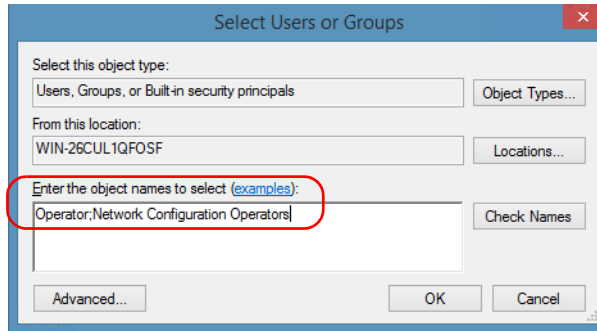 Select Users or Groups
Select this object type:
Users, Groups, or Built-in security principals
Object Types...
From this location:
WIN-26CUL1QFOSF
Locations...
Enter the object names to select (examples):
Operator;Network Configuration Operators
Check Names
Advanced...
OK
Cancel